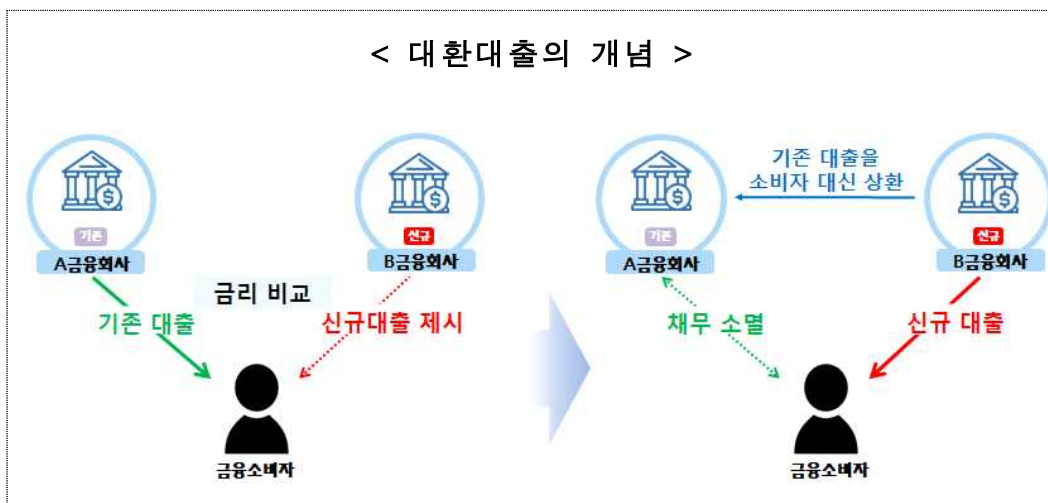 < 대환대출의 개념 >
기존
A금융회사
신규
B금융회사
금리 비교
기존 대출
신규대출 제시
금융소비자
기존 대출을
소비자 대신 상환
기존
A금융회사
신규
B금융회사
채무 소멸
신규 대출
금융소비자